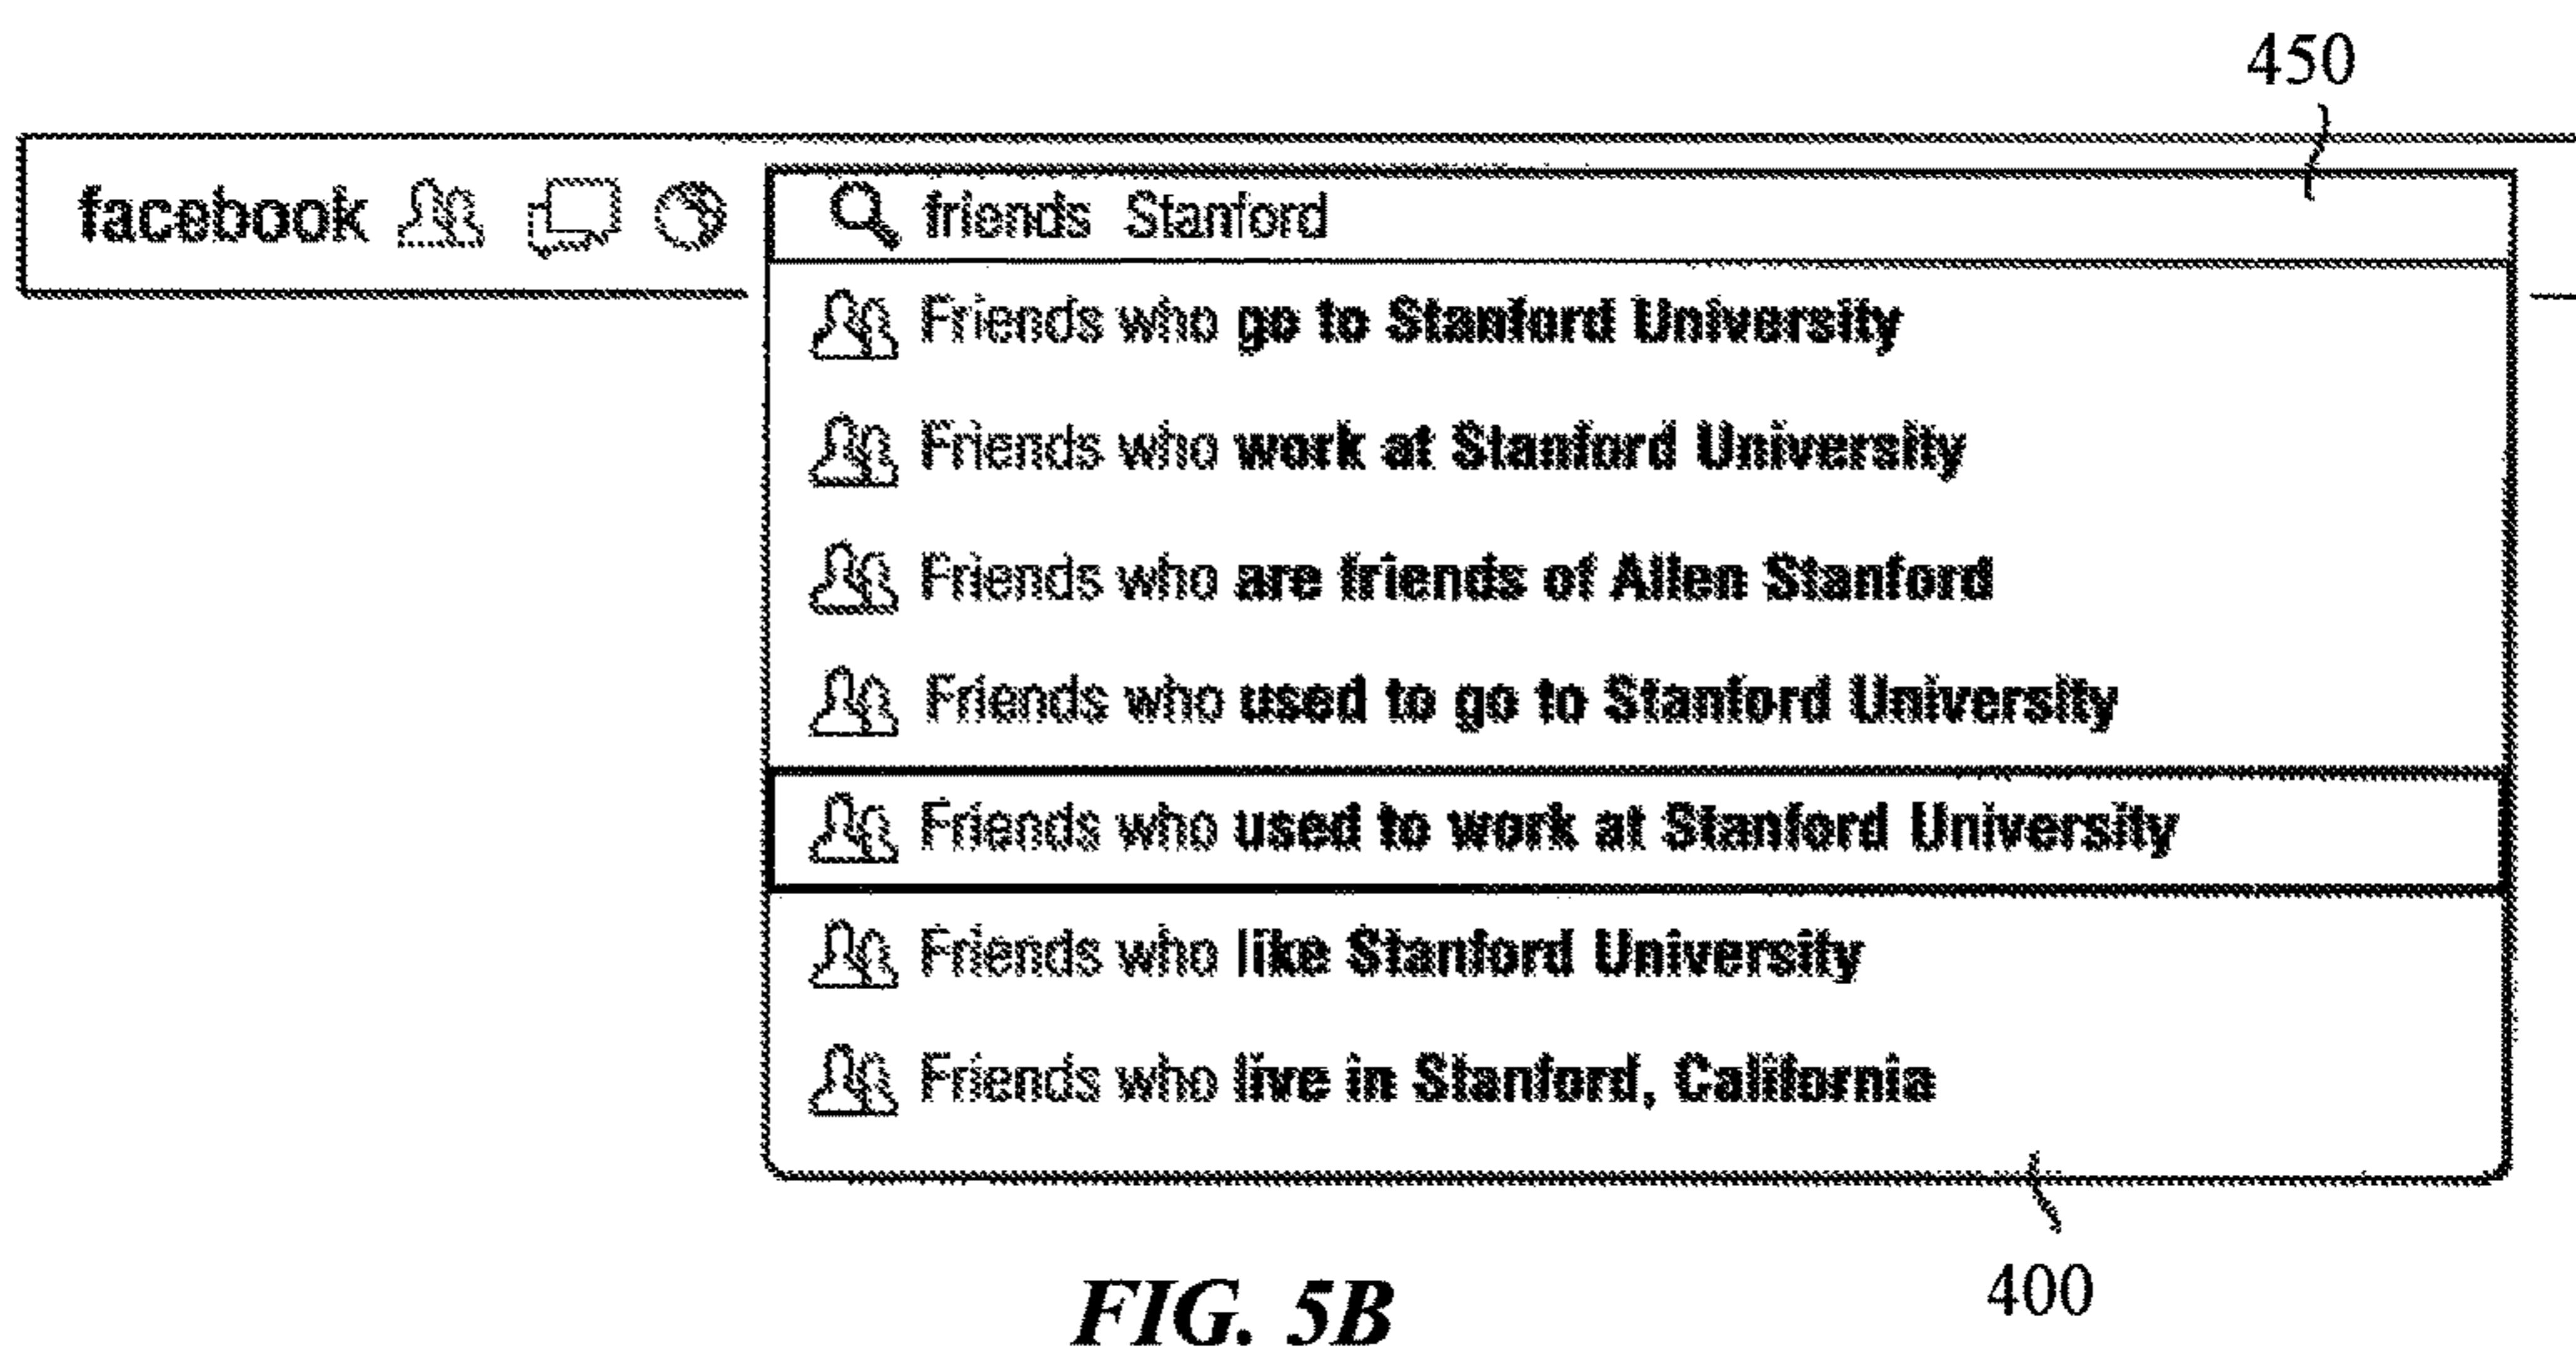 450
facebook friends Stanford
Friends who go to Stanford University
Friends who work at Stanford University
Friends who are friends of Allen Stanford
Friends who used to go to Stanford University
Friends who used to work at Stanford University
Friends who like Stanford University
Friends who live in Stanford, California
400
FIG. 5B